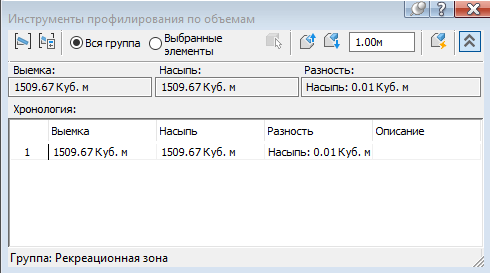 Инструменты профилирования по объемам
Вся группа
Выбранные
элементы
1.00м
Выемка: Насыпь: Разность:
1509.67 Куб. м 1509.67 Куб. м Насыпь: 0.01 Куб. м
Хронология:
Выемка Насыпь Разность Описание
1 1509.67 Куб. м 1509.67 Куб. м Насыпь: 0.01 Куб. м
Группа: Рекреационная зона